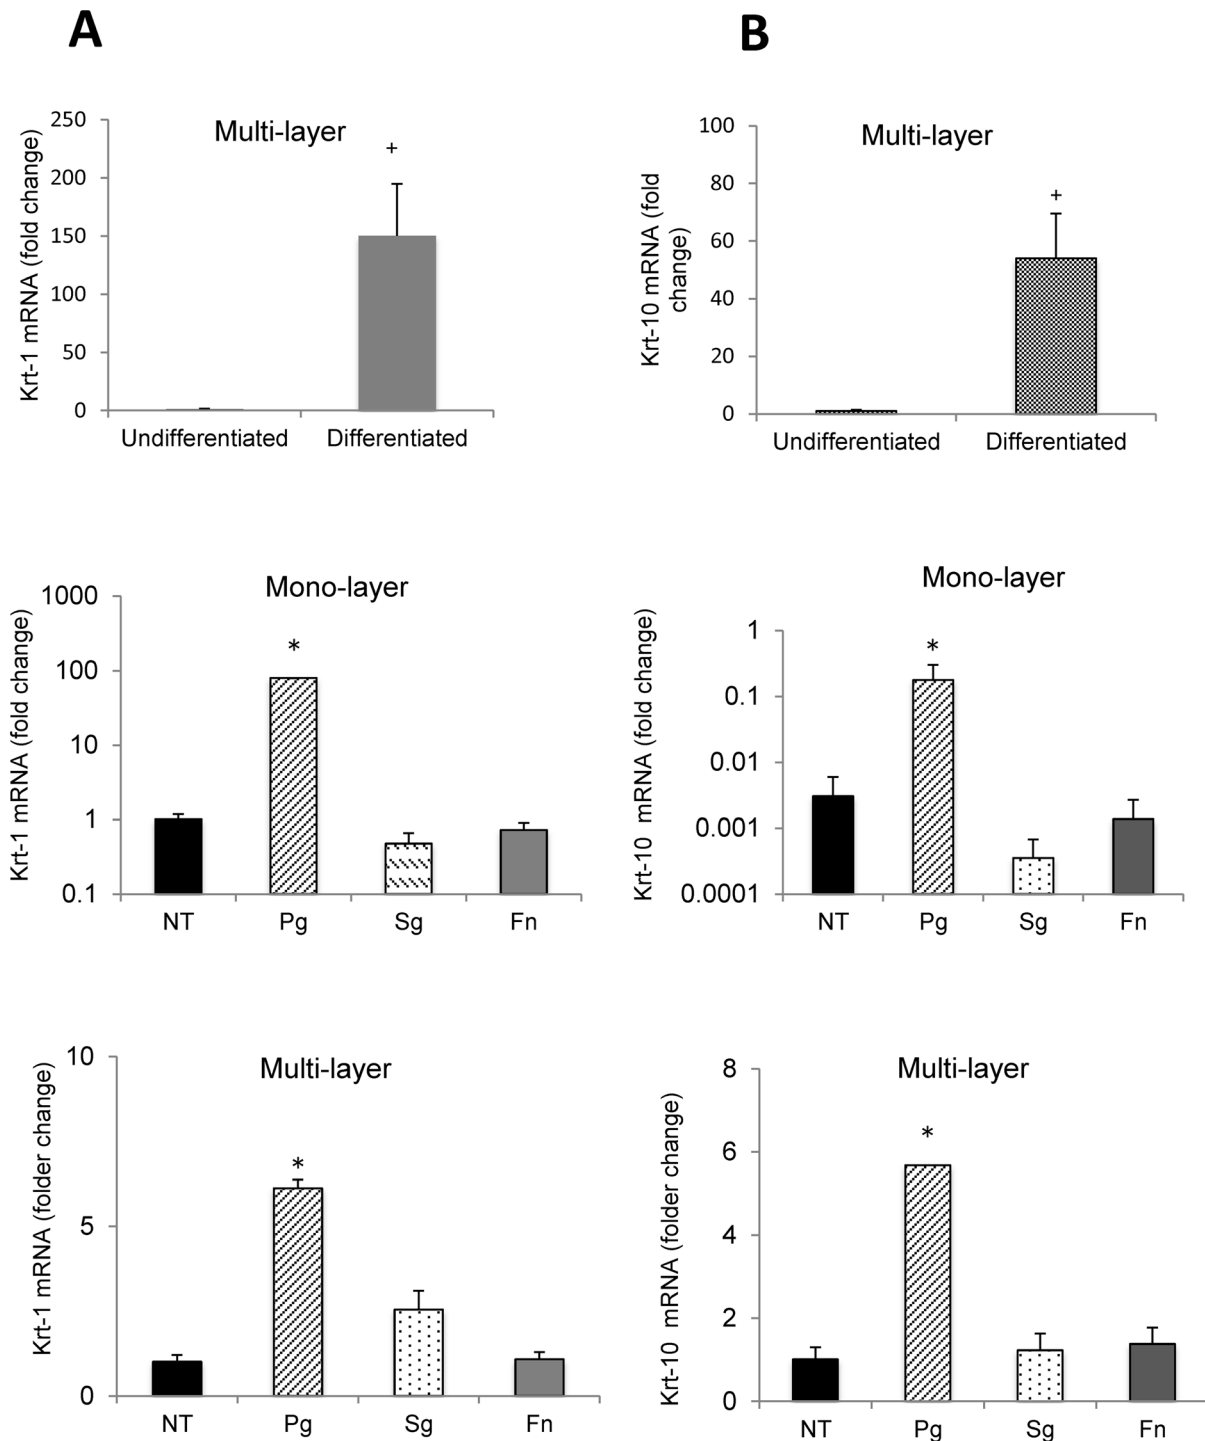 A
B
Multi-layer
Krt-1 mRNA (fold change)
250
200
150
100
50
0
+
Undifferentiated
Differentiated
Multi-layer
Krt-10 mRNA (fold
change)
100
80
60
40
20
0
+
Undifferentiated
Differentiated
Mono-layer
Krt-1 mRNA (fold change)
1000
100
10
1
0.1
*
NT
Pg
Sg
Fn
Mono-layer
Krt-10 mRNA (fold change)
1
0.1
0.01
0.001
0.0001
*
NT
Pg
Sg
Fn
Multi-layer
Krt-1 mRNA (folder change)
10
5
0
*
NT
Pg
Sg
Fn
Multi-layer
Krt-10 mRNA (folder change)
8
6
4
2
0
*
NT
Pg
Sg
Fn